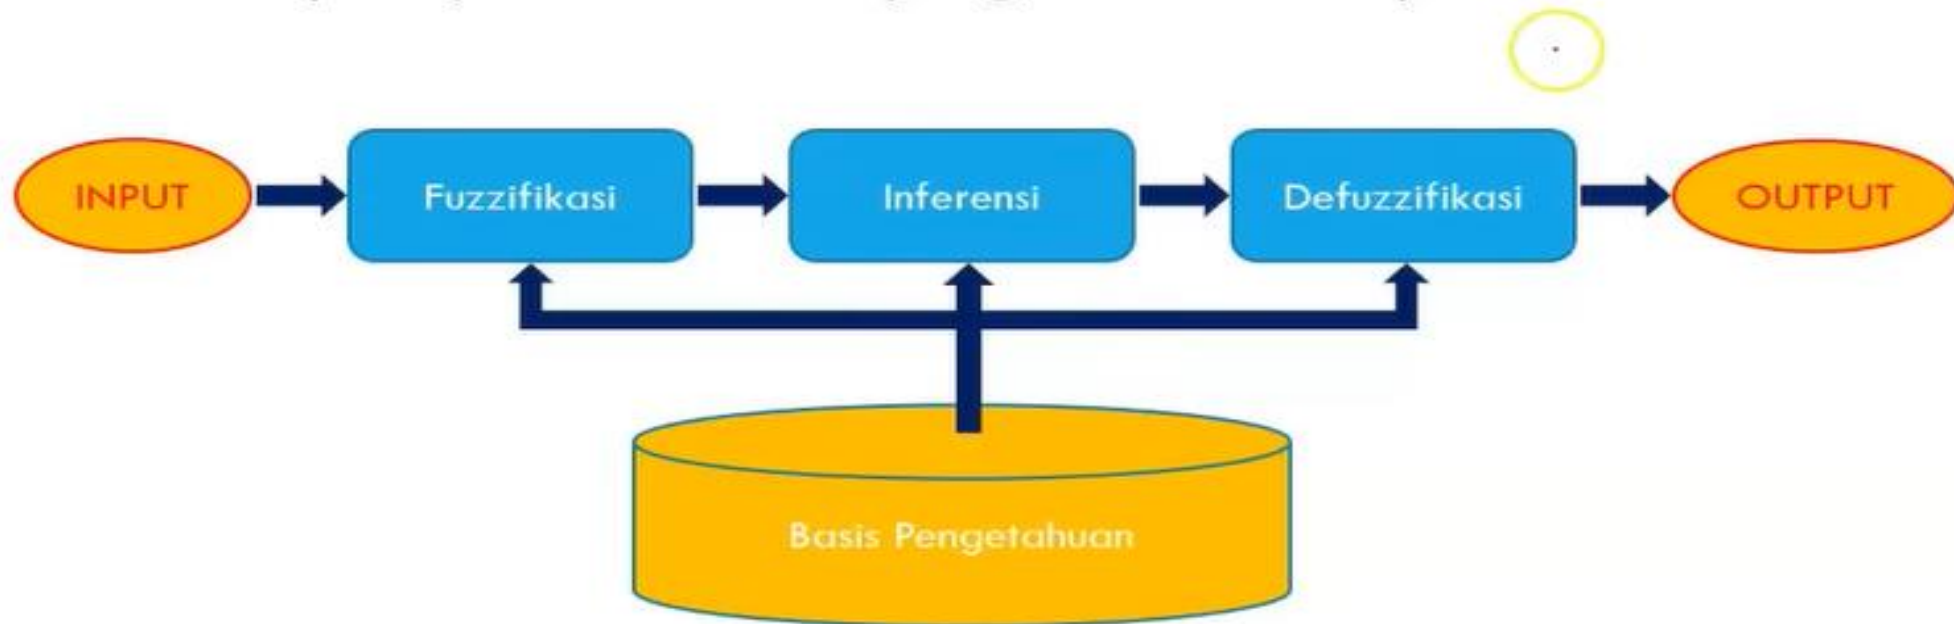 INPUT
Fuzzifikasi
Inferensi
Defuzzifikasi
OUTPUT
Basis Pengetahuan